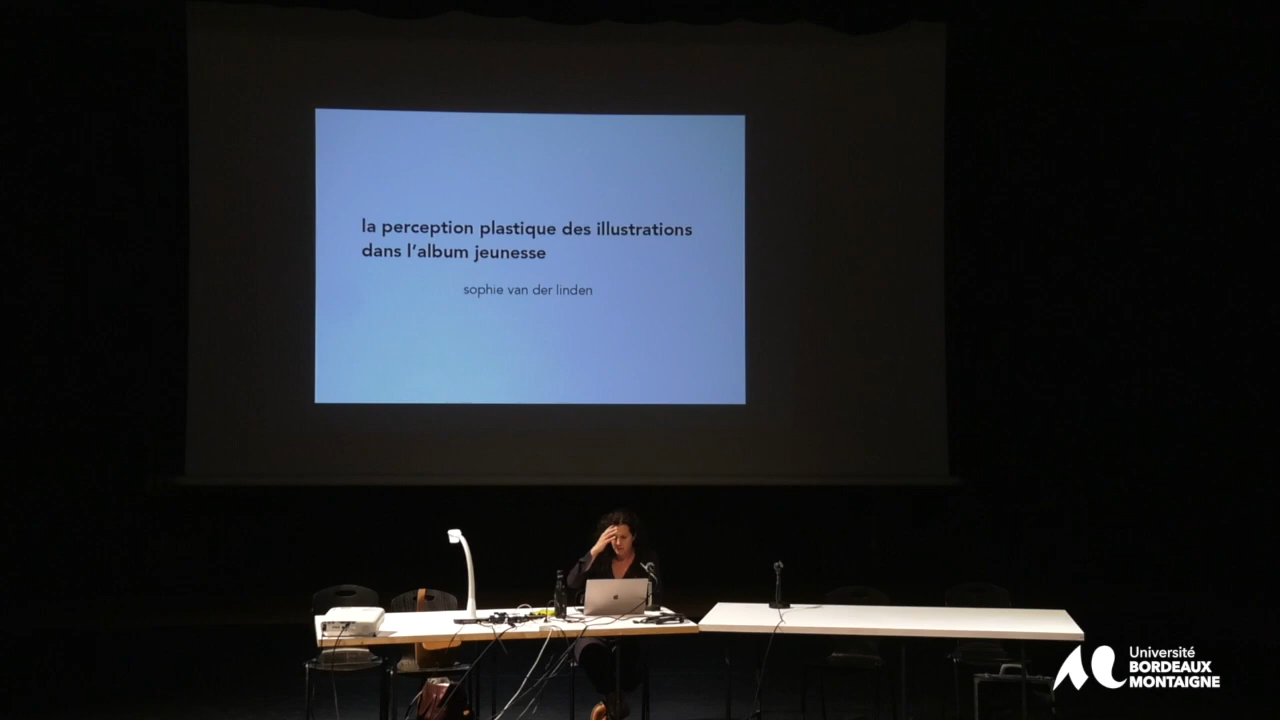 la perception plastique des illustrations
dans l'album jeunesse
sophie van der linden
Université
BORDEAUX
MONTAIGNE